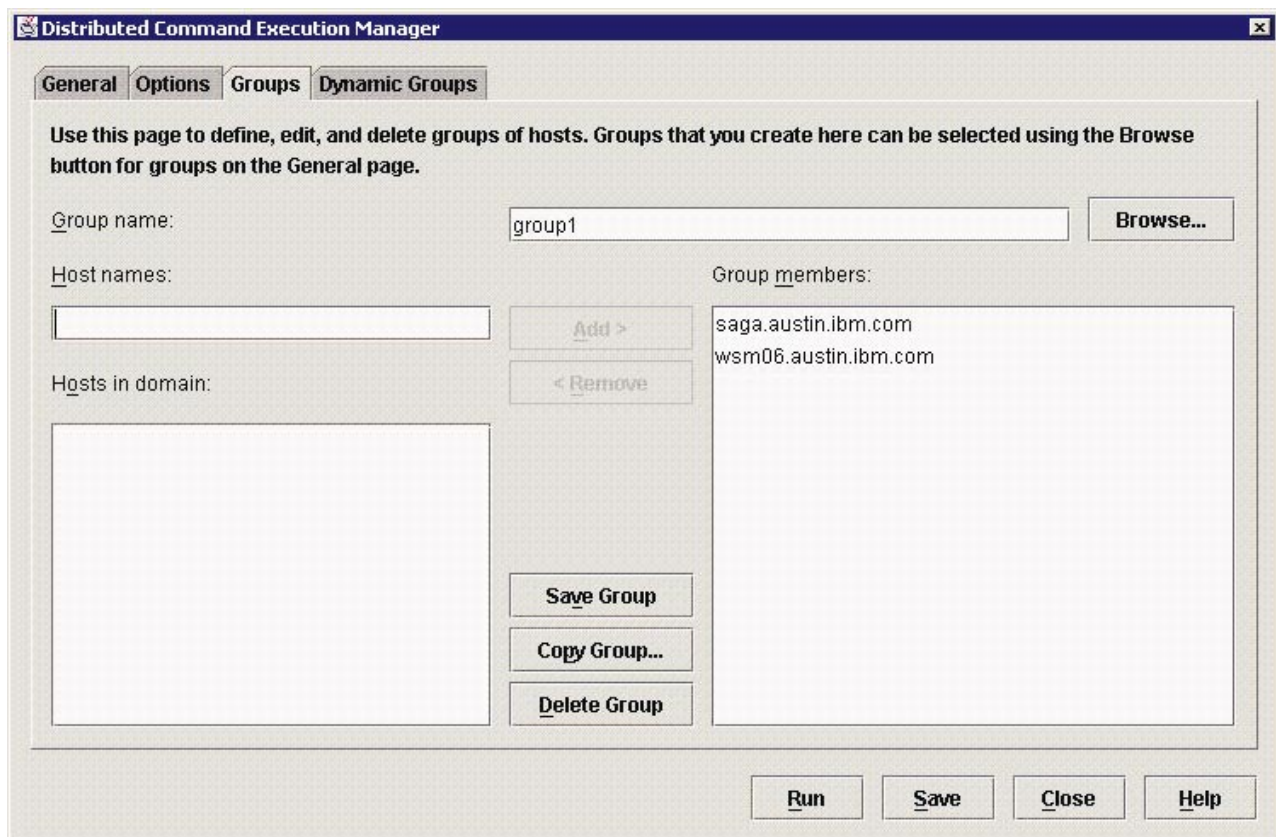 Distributed Command Execution Manager
General Options Groups Dynamic Groups
Use this page to define, edit, and delete groups of hosts. Groups that you create here can be selected using the Browse
button for groups on the General page.
Group name: group1 Browse...
Host names: Group members:
Add > saga.austin.ibm.com
wsm06.austin.ibm.com
Hosts in domain: < Remove
Save Group
Copy Group...
Delete Group
Run Save Close Help